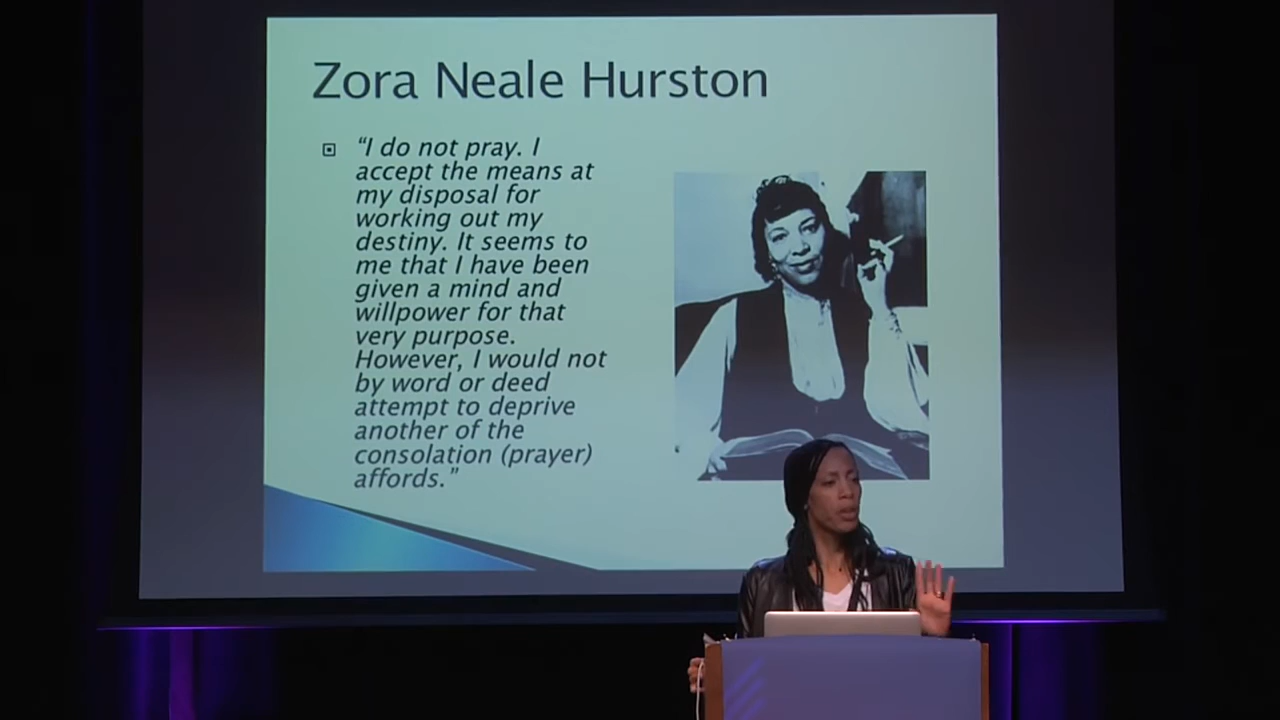 Zora Neale Hurston
“I do not pray. I
accept the means at
my disposal for
working out my
destiny. It seems to
me that I have been
given a mind and
willpower for that
very purpose.
However, I would not
by word or deed
attempt to deprive
another of the
consolation (prayer)
affords.”